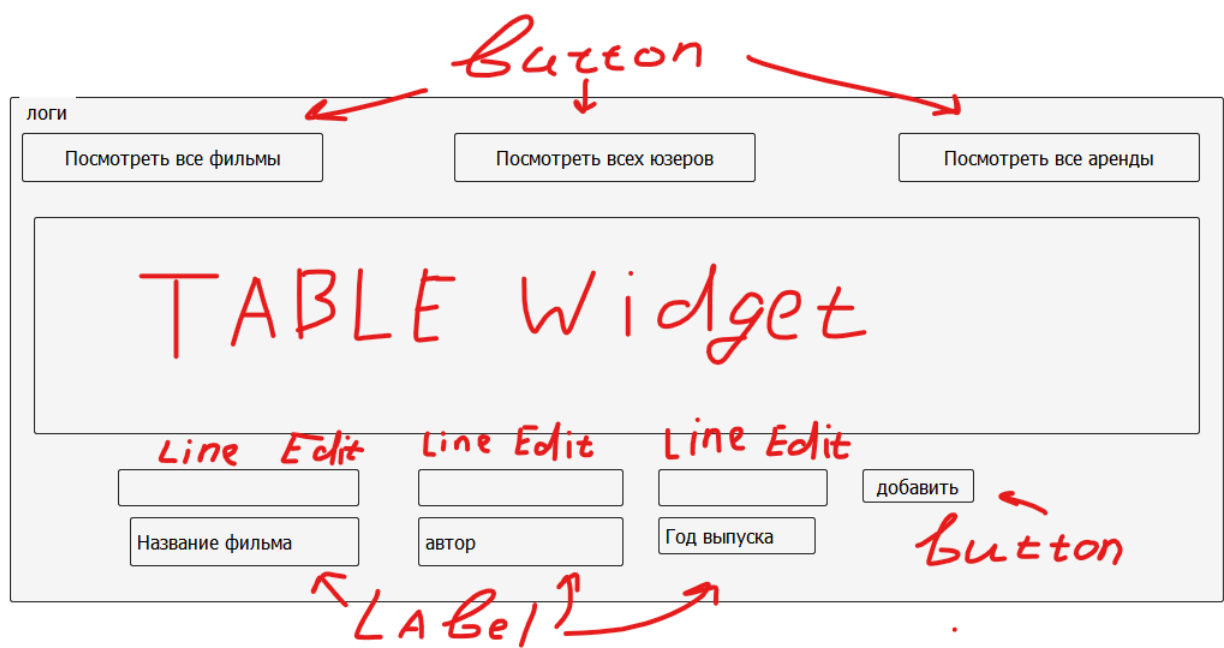 button
логи
Посмотреть все фильмы Посмотреть всех юзеров Посмотреть все аренды
TABLE Widget
Line Edit Line Edit Line Edit
добавить
Название фильма автор Год выпуска
button
LABel